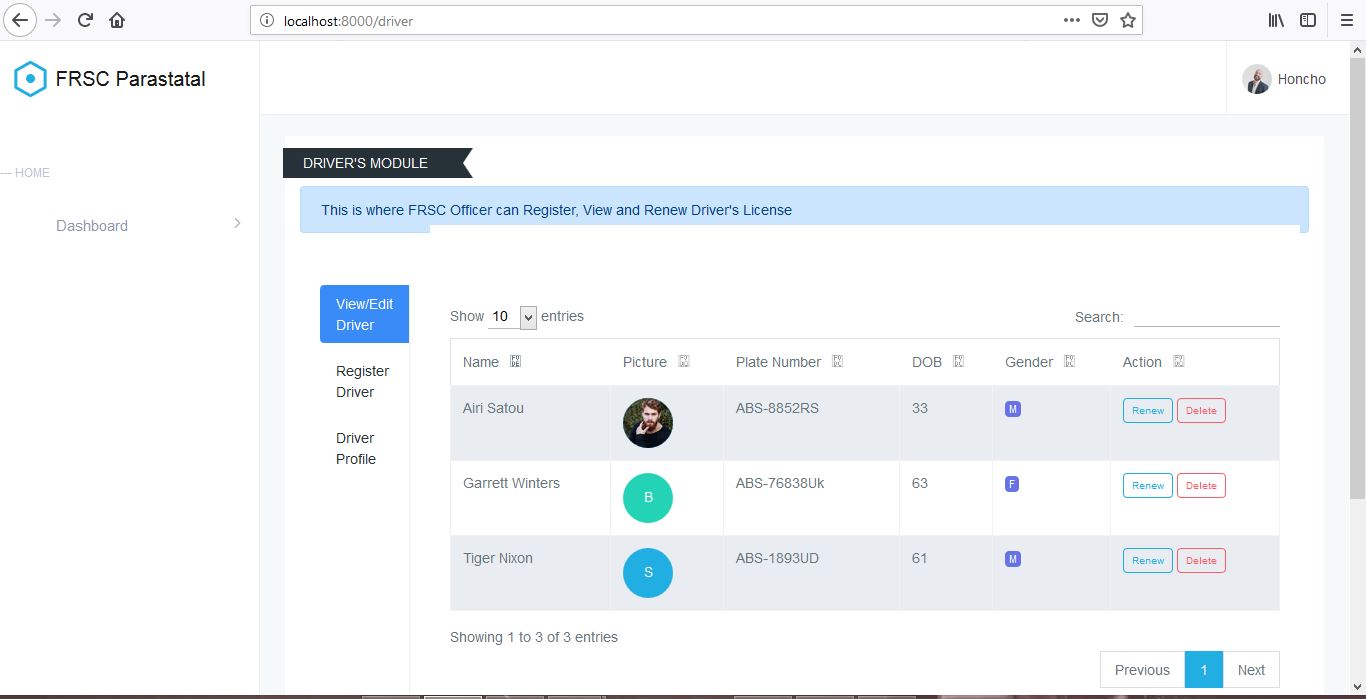 localhost:8000/driver
FRSC Parastatal
Honcho
— HOME
Dashboard
DRIVER'S MODULE
This is where FRSC Officer can Register, View and Renew Driver's License
View/Edit
Driver
Register
Driver
Driver
Profile
Show 10 entries
Search:
Name Picture Plate Number DOB Gender Action
Airi Satou ABS-8852RS 33 M Renew Delete
Garrett Winters B ABS-76838Uk 63 F Renew Delete
Tiger Nixon S ABS-1893UD 61 M Renew Delete
Showing 1 to 3 of 3 entries
Previous 1 Next